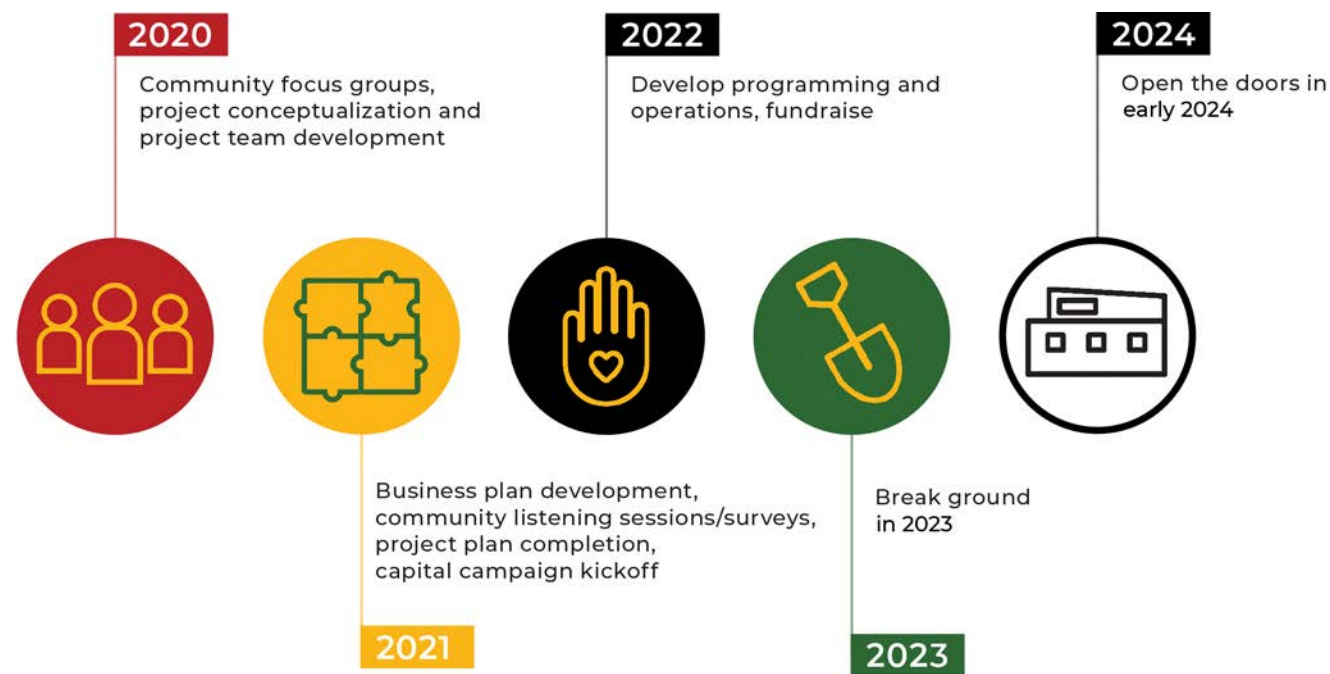 2020
Community focus groups,
project conceptualization and
project team development
2021
Business plan development,
community listening sessions/surveys,
project plan completion,
capital campaign kickoff
2022
Develop programming and
operations, fundraise
2023
Break ground
in 2023
2024
Open the doors in
early 2024